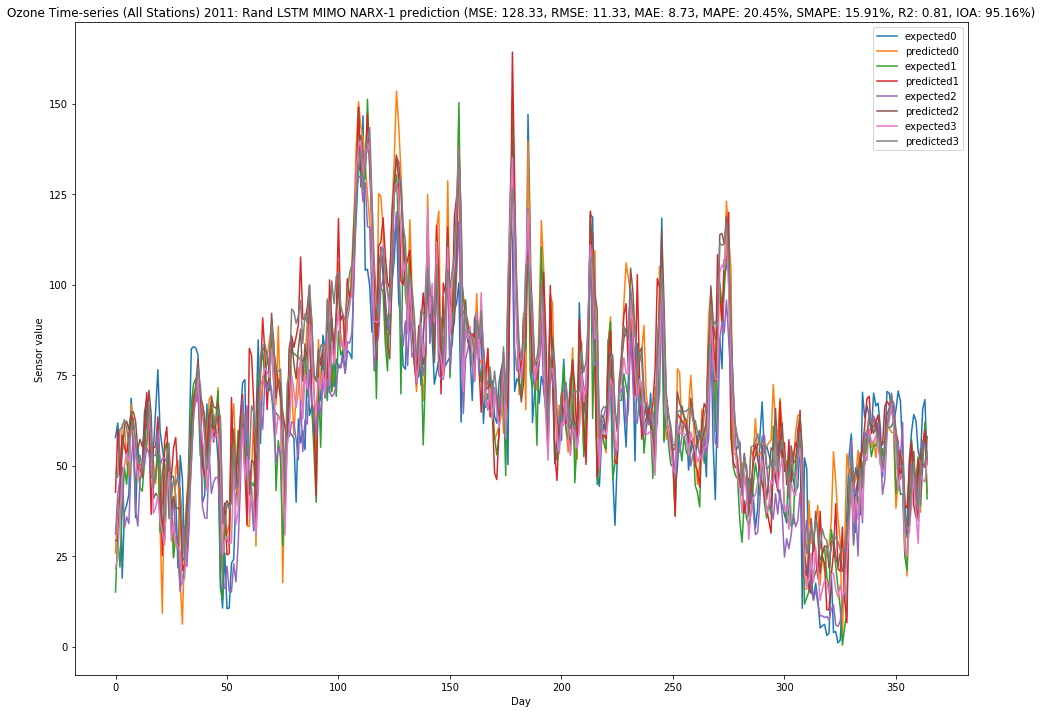 Ozone Time-series (All Stations) 2011: Rand LSTM MIMO NARX-1 prediction (MSE: 128.33, RMSE: 11.33, MAE: 8.73, MAPE: 20.45%, SMAPE: 15.91%, R2: 0.81, IOA: 95.16%)
expected0
predicted0
expected1
predicted1
expected2
predicted2
expected3
predicted3
Sensor value
150
125
100
75
50
25
0
0 50 100 150 200 250 300 350
Day